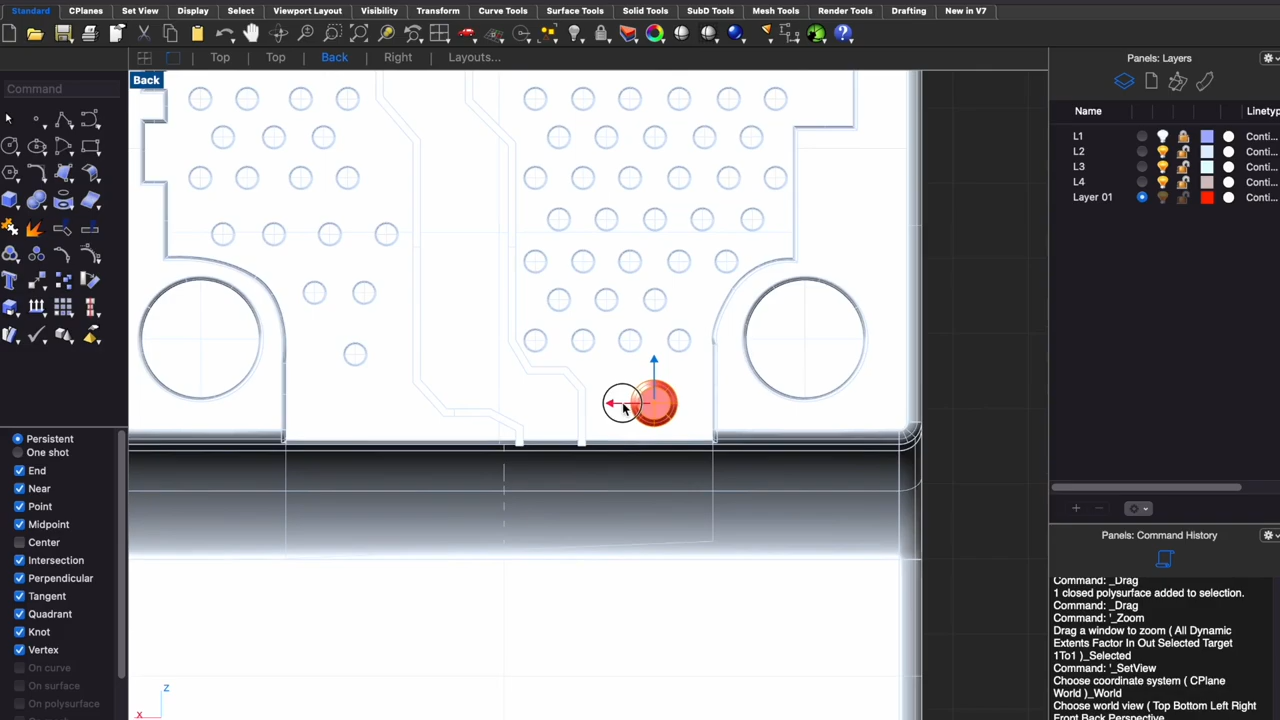 Standard CPlanes Set View Display Select Viewport Layout Visibility Transform Curve Tools Surface Tools Solid Tools SubD Tools Mesh Tools Render Tools Drafting New in V7
Top Top Back Right Layouts...
Back
Command
Persistent
One shot
End
Near
Point
Midpoint
Center
Intersection
Perpendicular
Tangent
Quadrant
Knot
Vertex
On curve
On surface
On polysurface
z
x
Panels: Layers
Name Linetyp
L1 Conti...
L2 Conti...
L3 Conti...
L4 Conti...
Layer 01 Conti...
Panels: Command History
Command: _Drag
1 closed polysurface added to selection.
Command: _Drag
Command: '_Zoom
Drag a window to zoom ( All Dynamic
Extents Factor In Out Selected Target
1To1 )_Selected
Command: '_SetView
Choose coordinate system ( CPlane
World )_World
Choose world view ( Top Bottom Left Right
Front Back Perspective